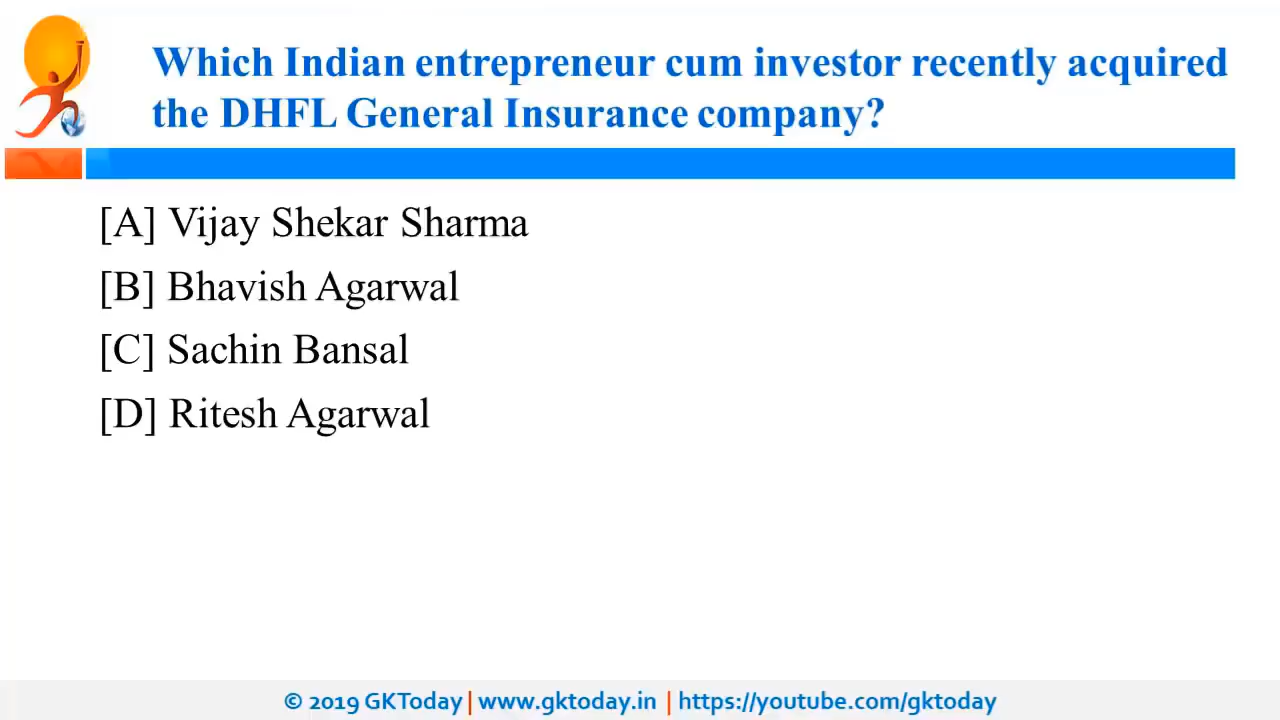 Which Indian entrepreneur cum investor recently acquired
the DHFL General Insurance company?
[A] Vijay Shekar Sharma
[B] Bhavish Agarwal
[C] Sachin Bansal
[D] Ritesh Agarwal
© 2019 GKToday | www.gktoday.in | https://youtube.com/gktoday